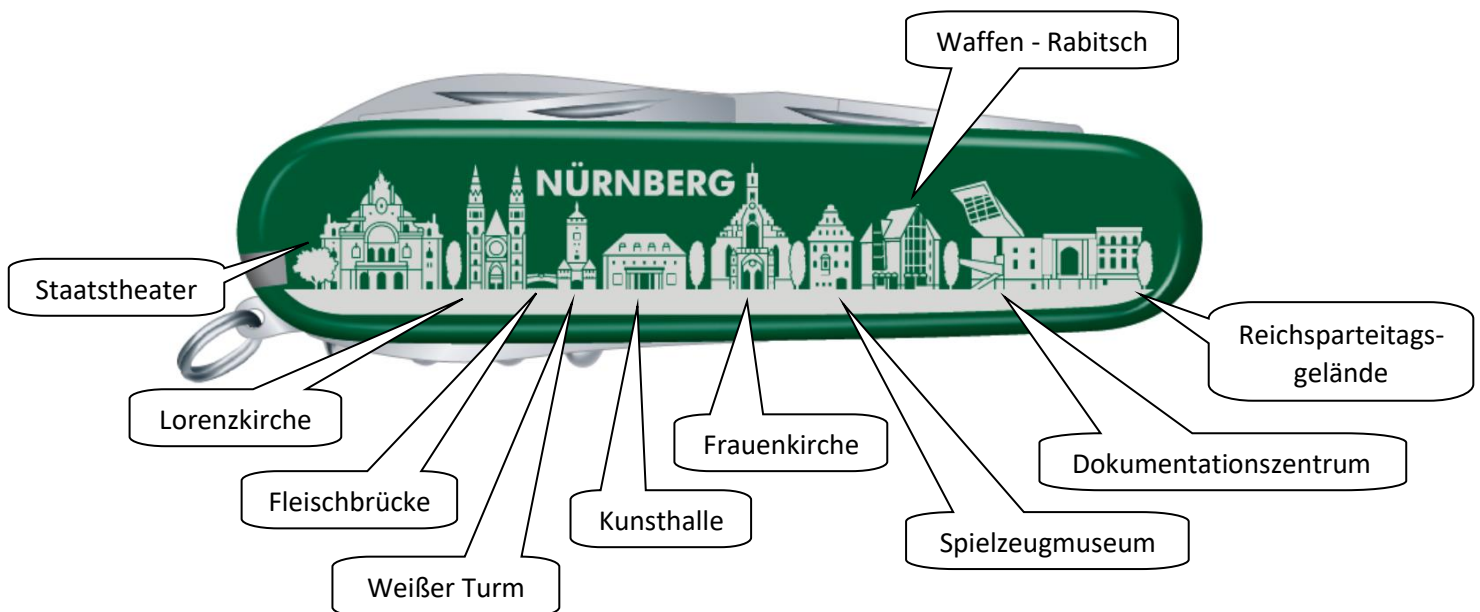 Waffen - Rabitsch
NÜRNBERG
Staatstheater
Reichsparteitags-
gelände
Lorenzkirche
Frauenkirche
Dokumentationszentrum
Fleischbrücke
Kunsthalle
Spielzeugmuseum
Weißer Turm